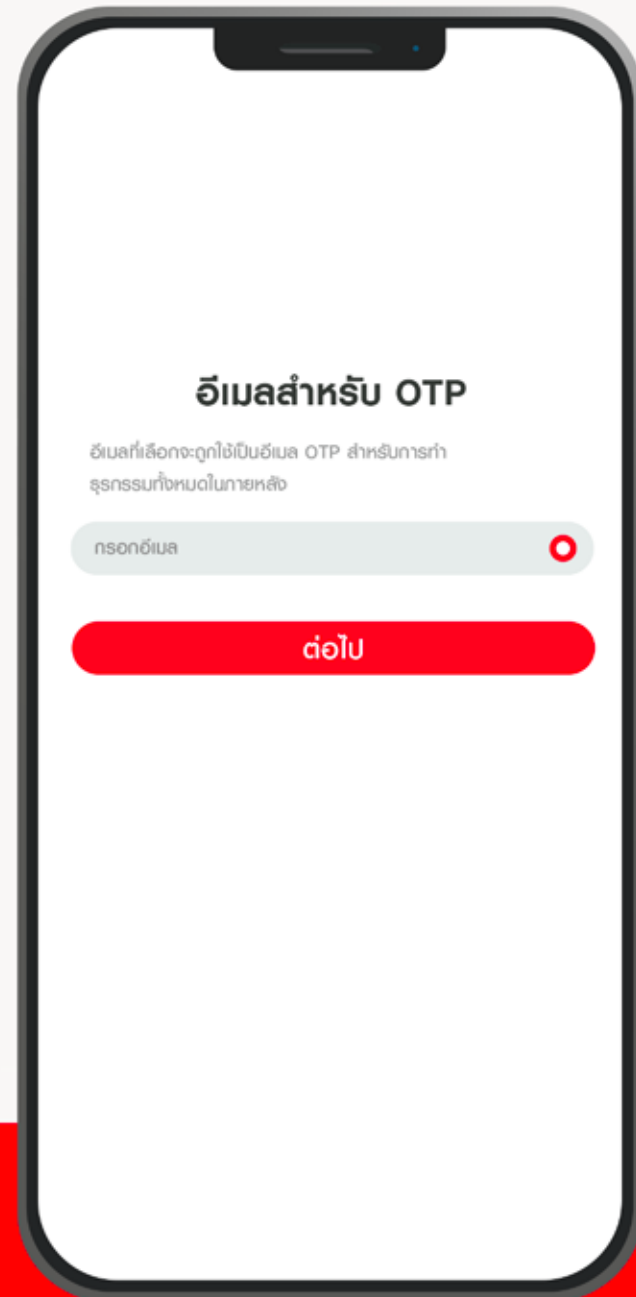 อีเมลสำหรับ OTP
อีเมลที่เลือกจะถูกใช้เป็นอีเมล OTP สำหรับการทำ
ธุรกรรมทั้งหมดในภายหลัง
กรอกอีเมล
ต่อไป